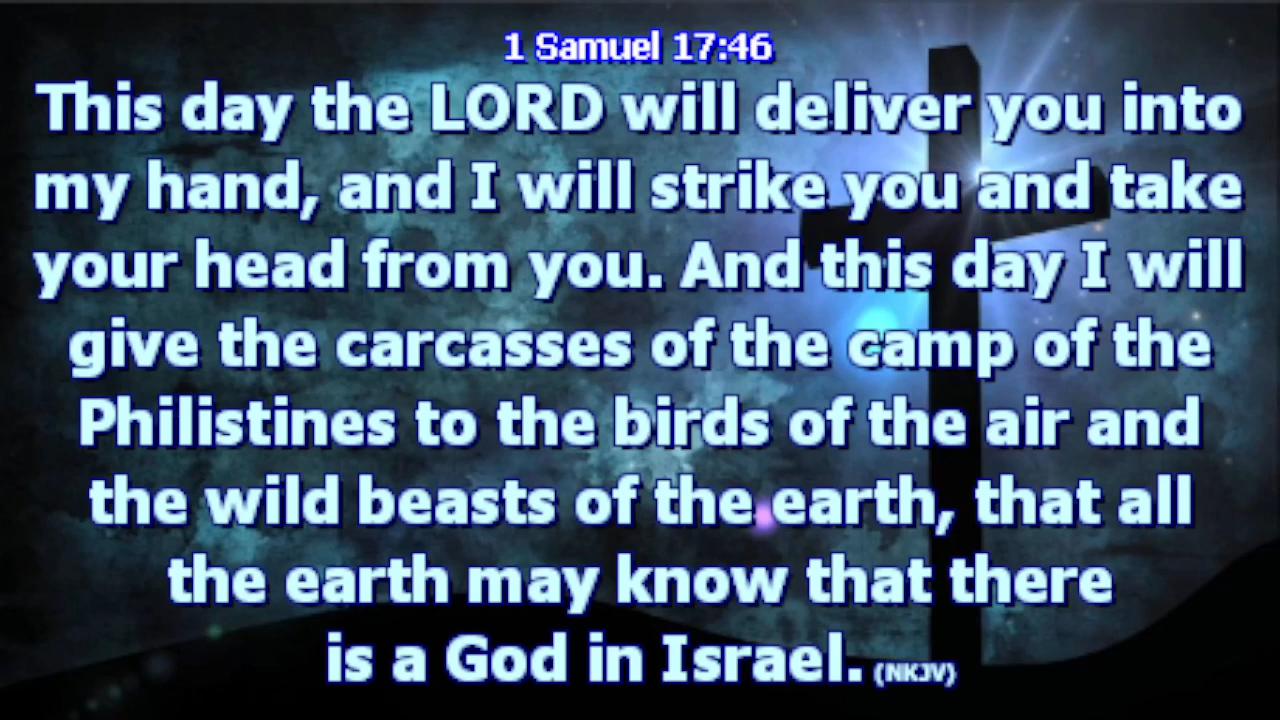 1 Samuel 17:46
This day the LORD will deliver you into
my hand, and I will strike you and take
your head from you. And this day I will
give the carcasses of the camp of the
Philistines to the birds of the air and
the wild beasts of the earth, that all
the earth may know that there
is a God in Israel. (NKJV)